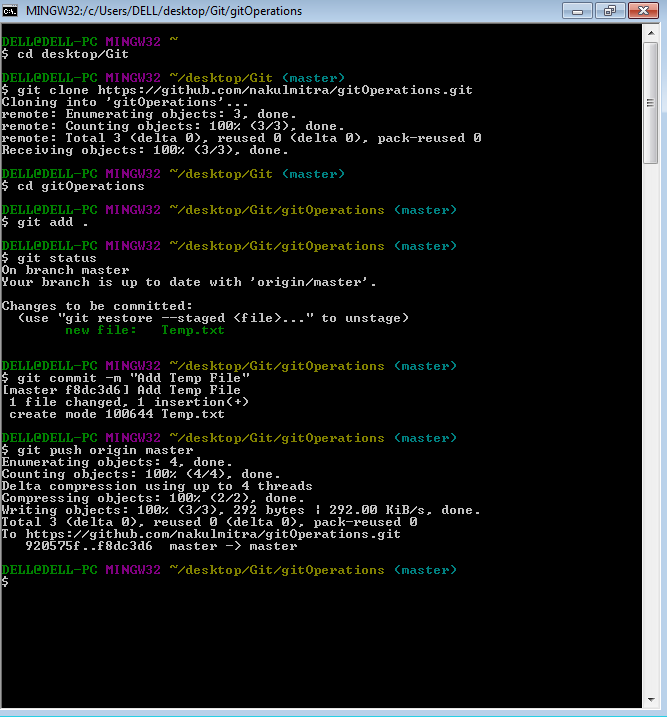 MINGW32:/c/Users/DELL/desktop/Git/gitOperations
DELL@DELL-PC MINGW32 ~
$ cd desktop/Git
DELL@DELL-PC MINGW32 ~/desktop/Git (master)
$ git clone https://github.com/nakulmitra/gitOperations.git
Cloning into 'gitOperations'...
remote: Enumerating objects: 3, done.
remote: Counting objects: 100% (3/3), done.
remote: Total 3 (delta 0), reused 0 (delta 0), pack-reused 0
Receiving objects: 100% (3/3), done.
DELL@DELL-PC MINGW32 ~/desktop/Git (master)
$ cd gitOperations
DELL@DELL-PC MINGW32 ~/desktop/Git/gitOperations (master)
$ git add .
DELL@DELL-PC MINGW32 ~/desktop/Git/gitOperations (master)
$ git status
On branch master
Your branch is up to date with 'origin/master'.
Changes to be committed:
  (use "git restore --staged <file>..." to unstage)
        new file:   Temp.txt
DELL@DELL-PC MINGW32 ~/desktop/Git/gitOperations (master)
$ git commit -m "Add Temp File"
[master f8dc3d6] Add Temp File
 1 file changed, 1 insertion(+)
 create mode 100644 Temp.txt
DELL@DELL-PC MINGW32 ~/desktop/Git/gitOperations (master)
$ git push origin master
Enumerating objects: 4, done.
Counting objects: 100% (4/4), done.
Delta compression using up to 4 threads
Compressing objects: 100% (2/2), done.
Writing objects: 100% (3/3), 292 bytes ¦ 292.00 KiB/s, done.
Total 3 (delta 0), reused 0 (delta 0), pack-reused 0
To https://github.com/nakulmitra/gitOperations.git
   920575f..f8dc3d6  master -> master
DELL@DELL-PC MINGW32 ~/desktop/Git/gitOperations (master)
$